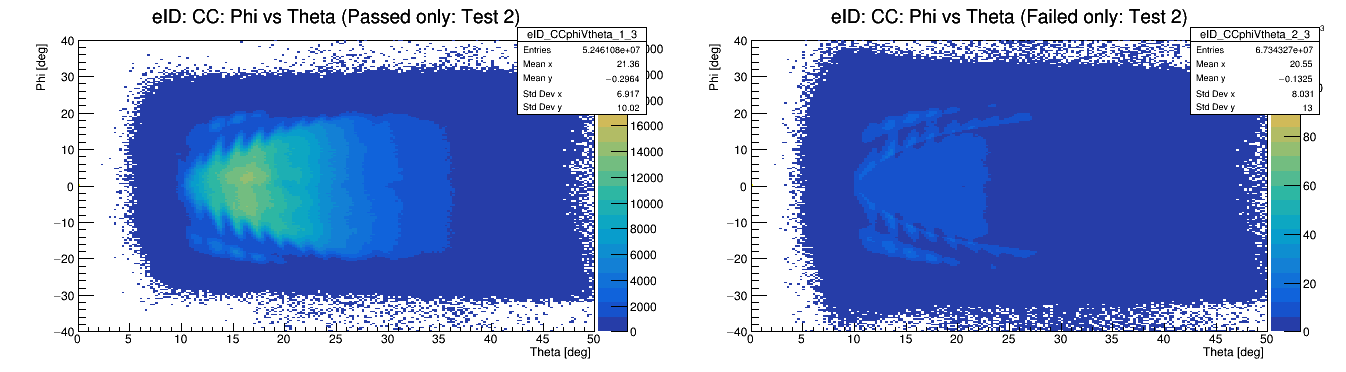 eID: CC: Phi vs Theta (Passed only: Test 2)
eID_CCphiVtheta_1_3
Entries 5.246108e+07
Mean x 21.36
Mean y −0.2964
Std Dev x 6.917
Std Dev y 10.02
Phi [deg]
40
30
20
10
0
−10
−20
−30
−40
0 5 10 15 20 25 30 35 40 45 50
Theta [deg]
16000
14000
12000
10000
8000
6000
4000
2000
0
eID: CC: Phi vs Theta (Failed only: Test 2)
eID_CCphiVtheta_2_3
Entries 6.734327e+07
Mean x 20.55
Mean y −0.1325
Std Dev x 8.031
Std Dev y 13
Phi [deg]
40
30
20
10
0
−10
−20
−30
−40
0 5 10 15 20 25 30 35 40 45 50
Theta [deg]
80
60
40
20
0